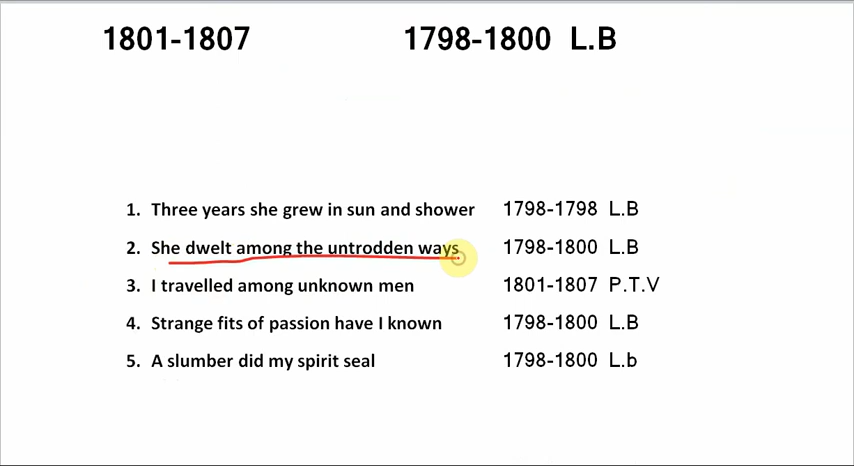 1801-1807 1798-1800 L.B
1. Three years she grew in sun and shower 1798-1798 L.B
2. She dwelt among the untrodden ways 1798-1800 L.B
3. I travelled among unknown men 1801-1807 P.T.V
4. Strange fits of passion have I known 1798-1800 L.B
5. A slumber did my spirit seal 1798-1800 L.b